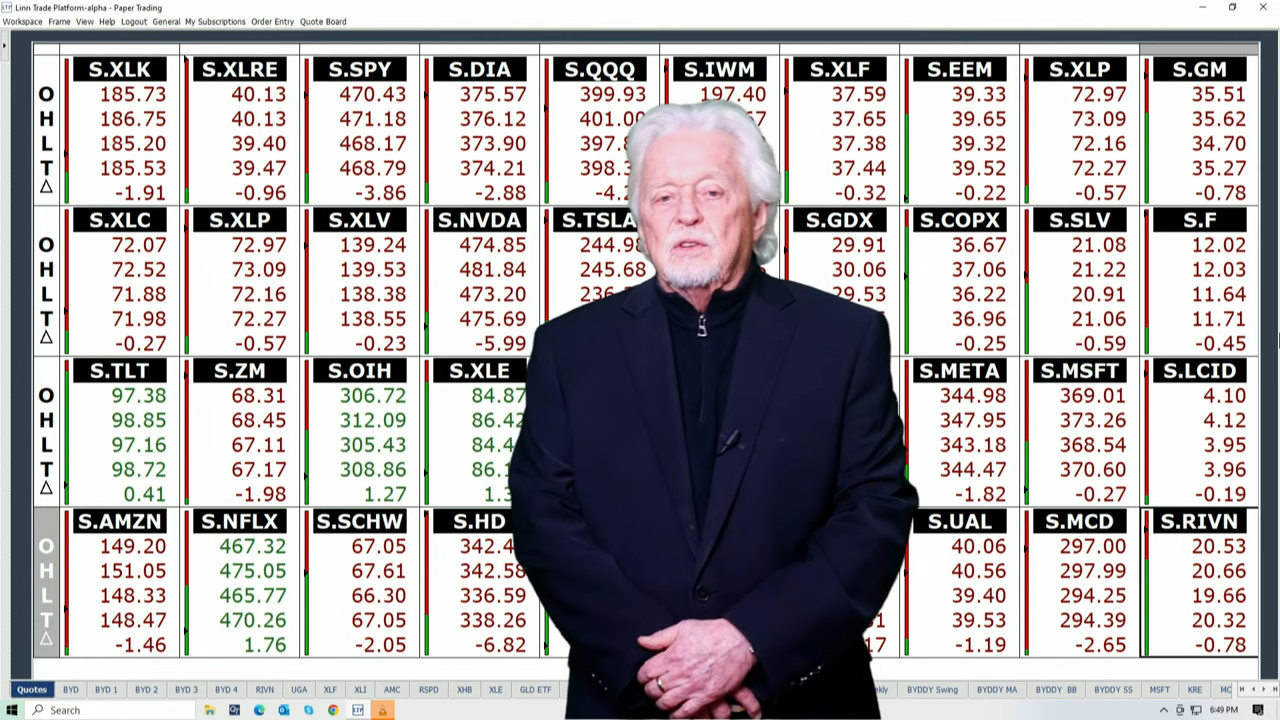 Linn Trade Platform-alpha - Paper Trading
Workspace Frame View Help Logout General My Subscriptions Order Entry Quote Board
S.XLK S.XLRE S.SPY S.DIA S.QQQ S.IWM S.XLF S.EEM S.XLP S.GM
O 185.73 40.13 470.43 375.57 399.93 197.40 37.59 39.33 72.97 35.51
H 186.75 40.13 471.18 376.12 401.00 37.65 39.65 73.09 35.62
L 185.20 39.40 468.17 373.90 37.38 39.32 72.16 34.70
T 185.53 39.47 468.79 374.21 37.44 39.52 72.27 35.27
△ -1.91 -0.96 -3.86 -2.88 -0.32 -0.22 -0.57 -0.78
S.XLC S.XLP S.XLV S.NVDA S.TSLA S.GDX S.COPX S.SLV S.F
O 72.07 72.97 139.24 474.85 29.91 36.67 21.08 12.02
H 72.52 73.09 139.53 481.84 245.68 30.06 37.06 21.22 12.03
L 71.88 72.16 138.38 473.20 29.53 36.22 20.91 11.64
T 71.98 72.27 138.55 475.69 36.96 21.06 11.71
△ -0.27 -0.57 -0.23 -5.99 -0.25 -0.59 -0.45
S.TLT S.ZM S.OIH S.XLE S.META S.MSFT S.LCID
O 97.38 68.31 306.72 84.87 344.98 369.01 4.10
H 98.85 68.45 312.09 86.42 347.95 373.26 4.12
L 97.16 67.11 305.43 343.18 368.54 3.95
T 98.72 67.17 308.86 344.47 370.60 3.96
△ 0.41 -1.98 1.27 -1.82 -0.27 -0.19
S.AMZN S.NFLX S.SCHW S.HD S.UAL S.MCD S.RIVN
O 149.20 467.32 67.05 40.06 297.00 20.53
H 151.05 475.05 67.61 342.58 40.56 297.99 20.66
L 148.33 465.77 66.30 336.59 39.40 294.25 19.66
T 148.47 470.26 67.05 338.26 39.53 294.39 20.32
△ -1.46 1.76 -2.05 -6.82 -1.19 -2.65 -0.78
Quotes BYD BYD 1 BYD 2 BYD 3 BYD 4 RIVN UGA XLF XLI AMC RSPD XHB XLE GLD ETF BYDDY Swing BYDDY MA BYDDY BB BYDDY SS MSFT KRE
Search 6:49 PM